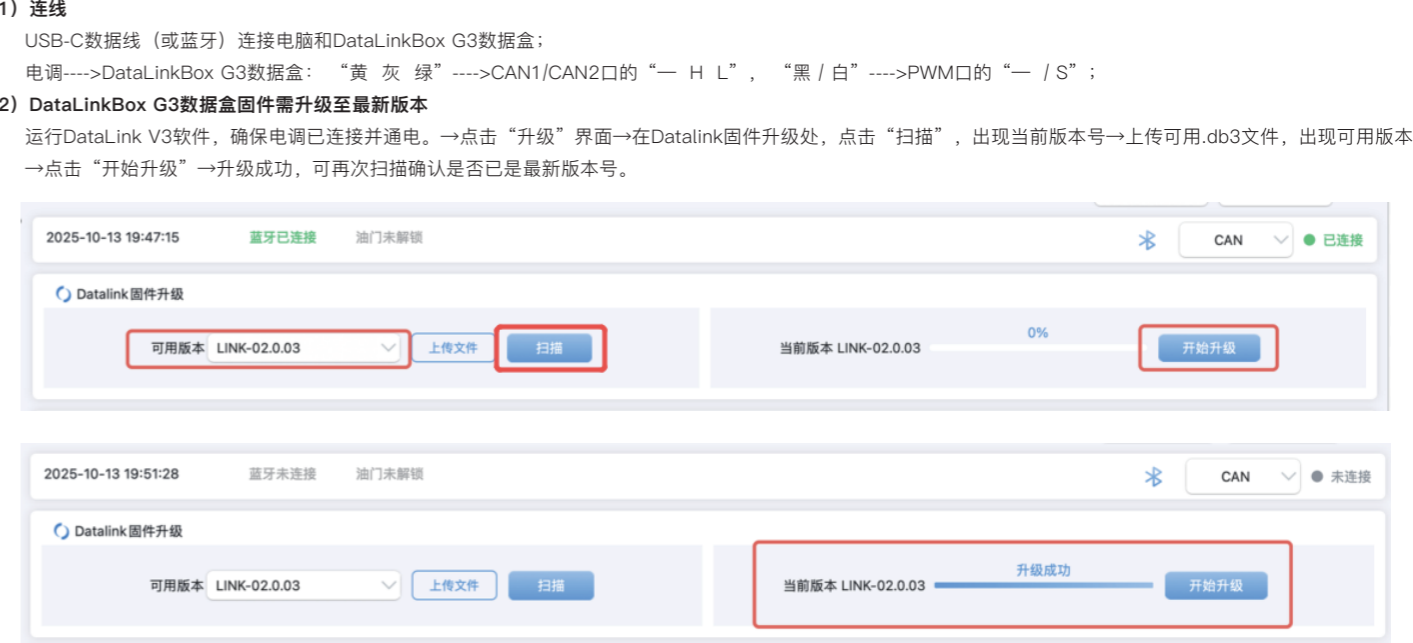 1）连线
USB-C数据线（或蓝牙）连接电脑和DataLinkBox G3数据盒；
电调---->DataLinkBox G3数据盒： “黄 灰 绿”---->CAN1/CAN2口的“— H L”， “黑 / 白”---->PWM口的“— / S”；
2）DataLinkBox G3数据盒固件需升级至最新版本
运行DataLink V3软件，确保电调已连接并通电。→点击“升级”界面→在Datalink固件升级处，点击“扫描”，出现当前版本号→上传可用.db3文件，出现可用版本
→点击“开始升级”→升级成功，可再次扫描确认是否已是最新版本号。
2025-10-13 19:47:15 蓝牙已连接 油门未解锁 CAN 已连接
Datalink固件升级
0%
可用版本 LINK-02.0.03 上传文件 扫描 当前版本 LINK-02.0.03 开始升级
2025-10-13 19:51:28 蓝牙未连接 油门未解锁 CAN 未连接
Datalink固件升级
升级成功
可用版本 LINK-02.0.03 上传文件 扫描 当前版本 LINK-02.0.03 开始升级